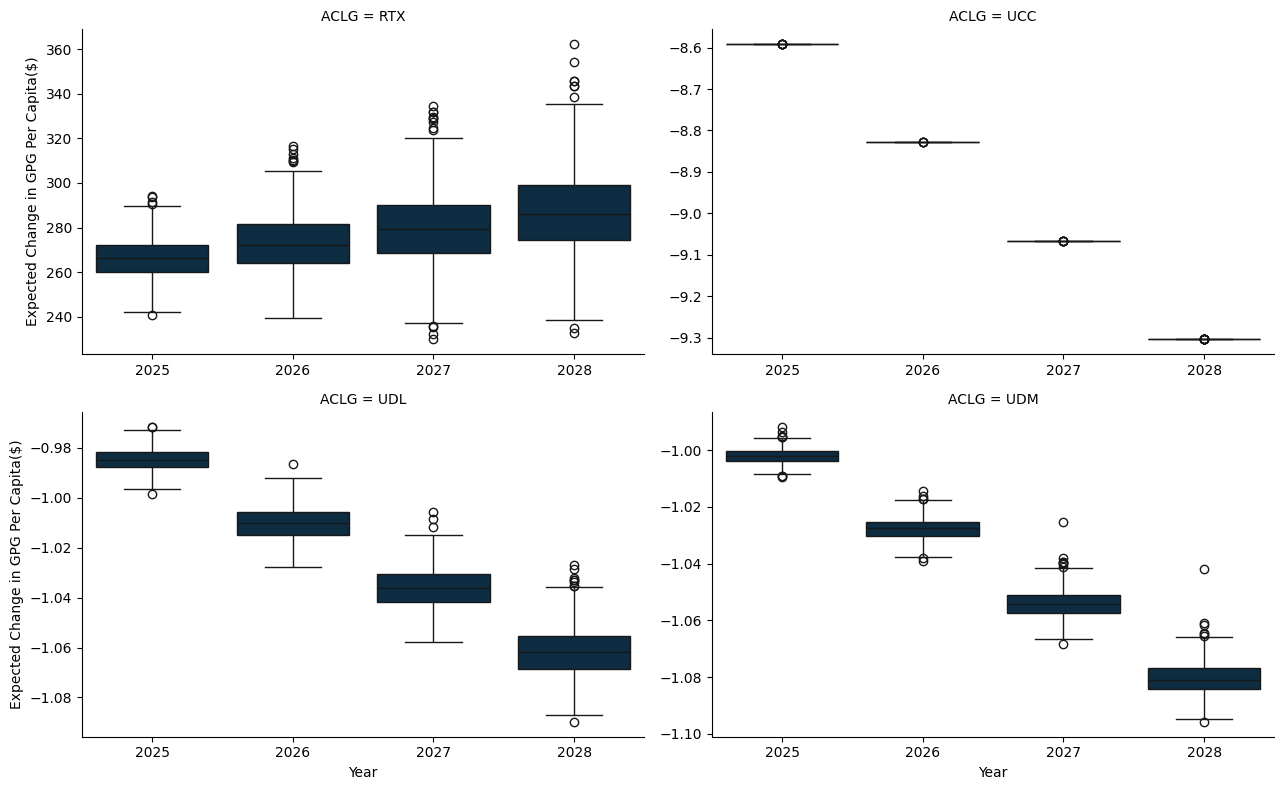 ACLG = RTX
Expected Change in GPG Per Capita($)
360
340
320
300
280
260
240
2025 2026 2027 2028
ACLG = UCC
−8.6
−8.7
−8.8
−8.9
−9.0
−9.1
−9.2
−9.3
2025 2026 2027 2028
ACLG = UDL
Expected Change in GPG Per Capita($)
−0.98
−1.00
−1.02
−1.04
−1.06
−1.08
2025 2026 2027 2028
Year
ACLG = UDM
−1.00
−1.02
−1.04
−1.06
−1.08
−1.10
2025 2026 2027 2028
Year